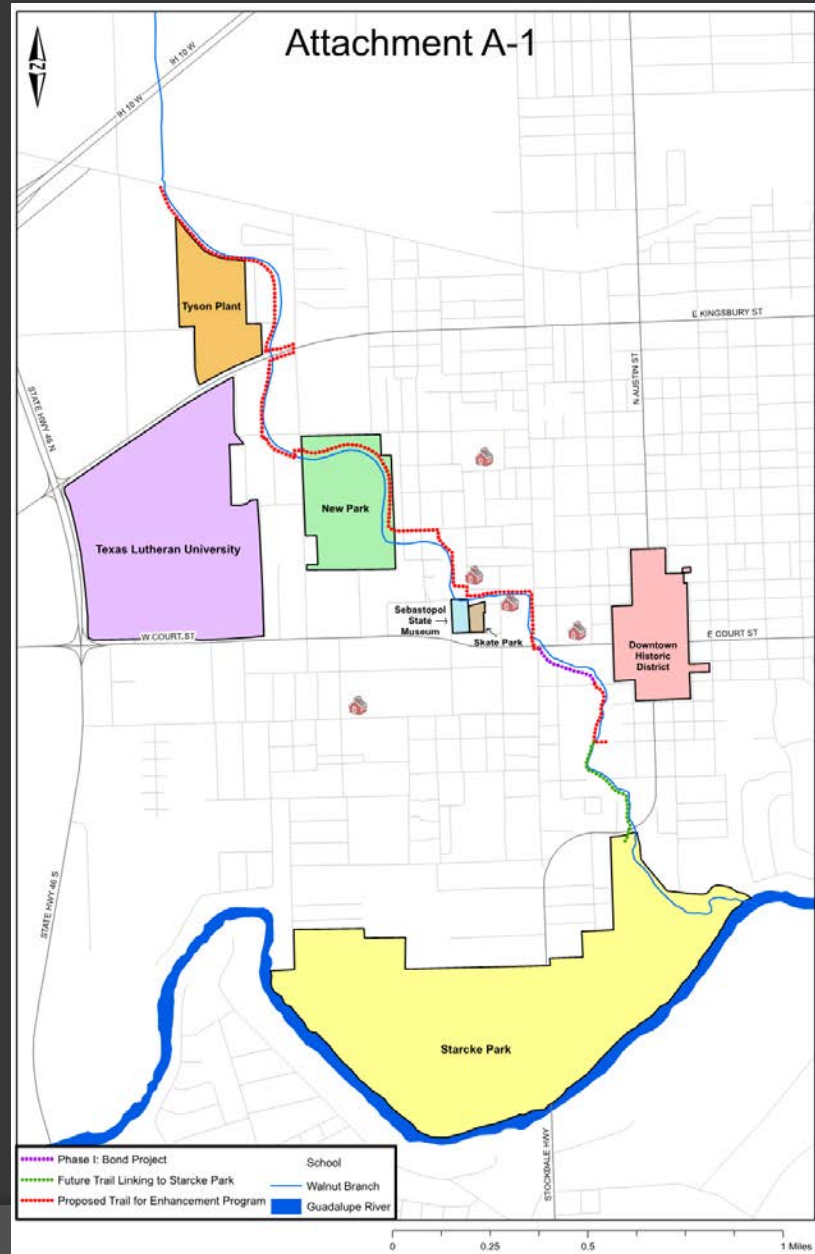 Attachment A-1
N
IH 10 W
IH 10 W
Tyson Plant
E KINGSBURY ST
N AUSTIN ST
STATE HWY 46 N
New Park
Texas Lutheran University
Sebastopol
State →
Museum
Skate Park
W COURT ST
E COURT ST
Downtown
Historic
District
STATE HWY 46 S
Starcke Park
STOCKDALE HWY
Phase I: Bond Project
Future Trail Linking to Starcke Park
Proposed Trail for Enhancement Program
School
Walnut Branch
Guadalupe River
0 0.25 0.5 1 Miles